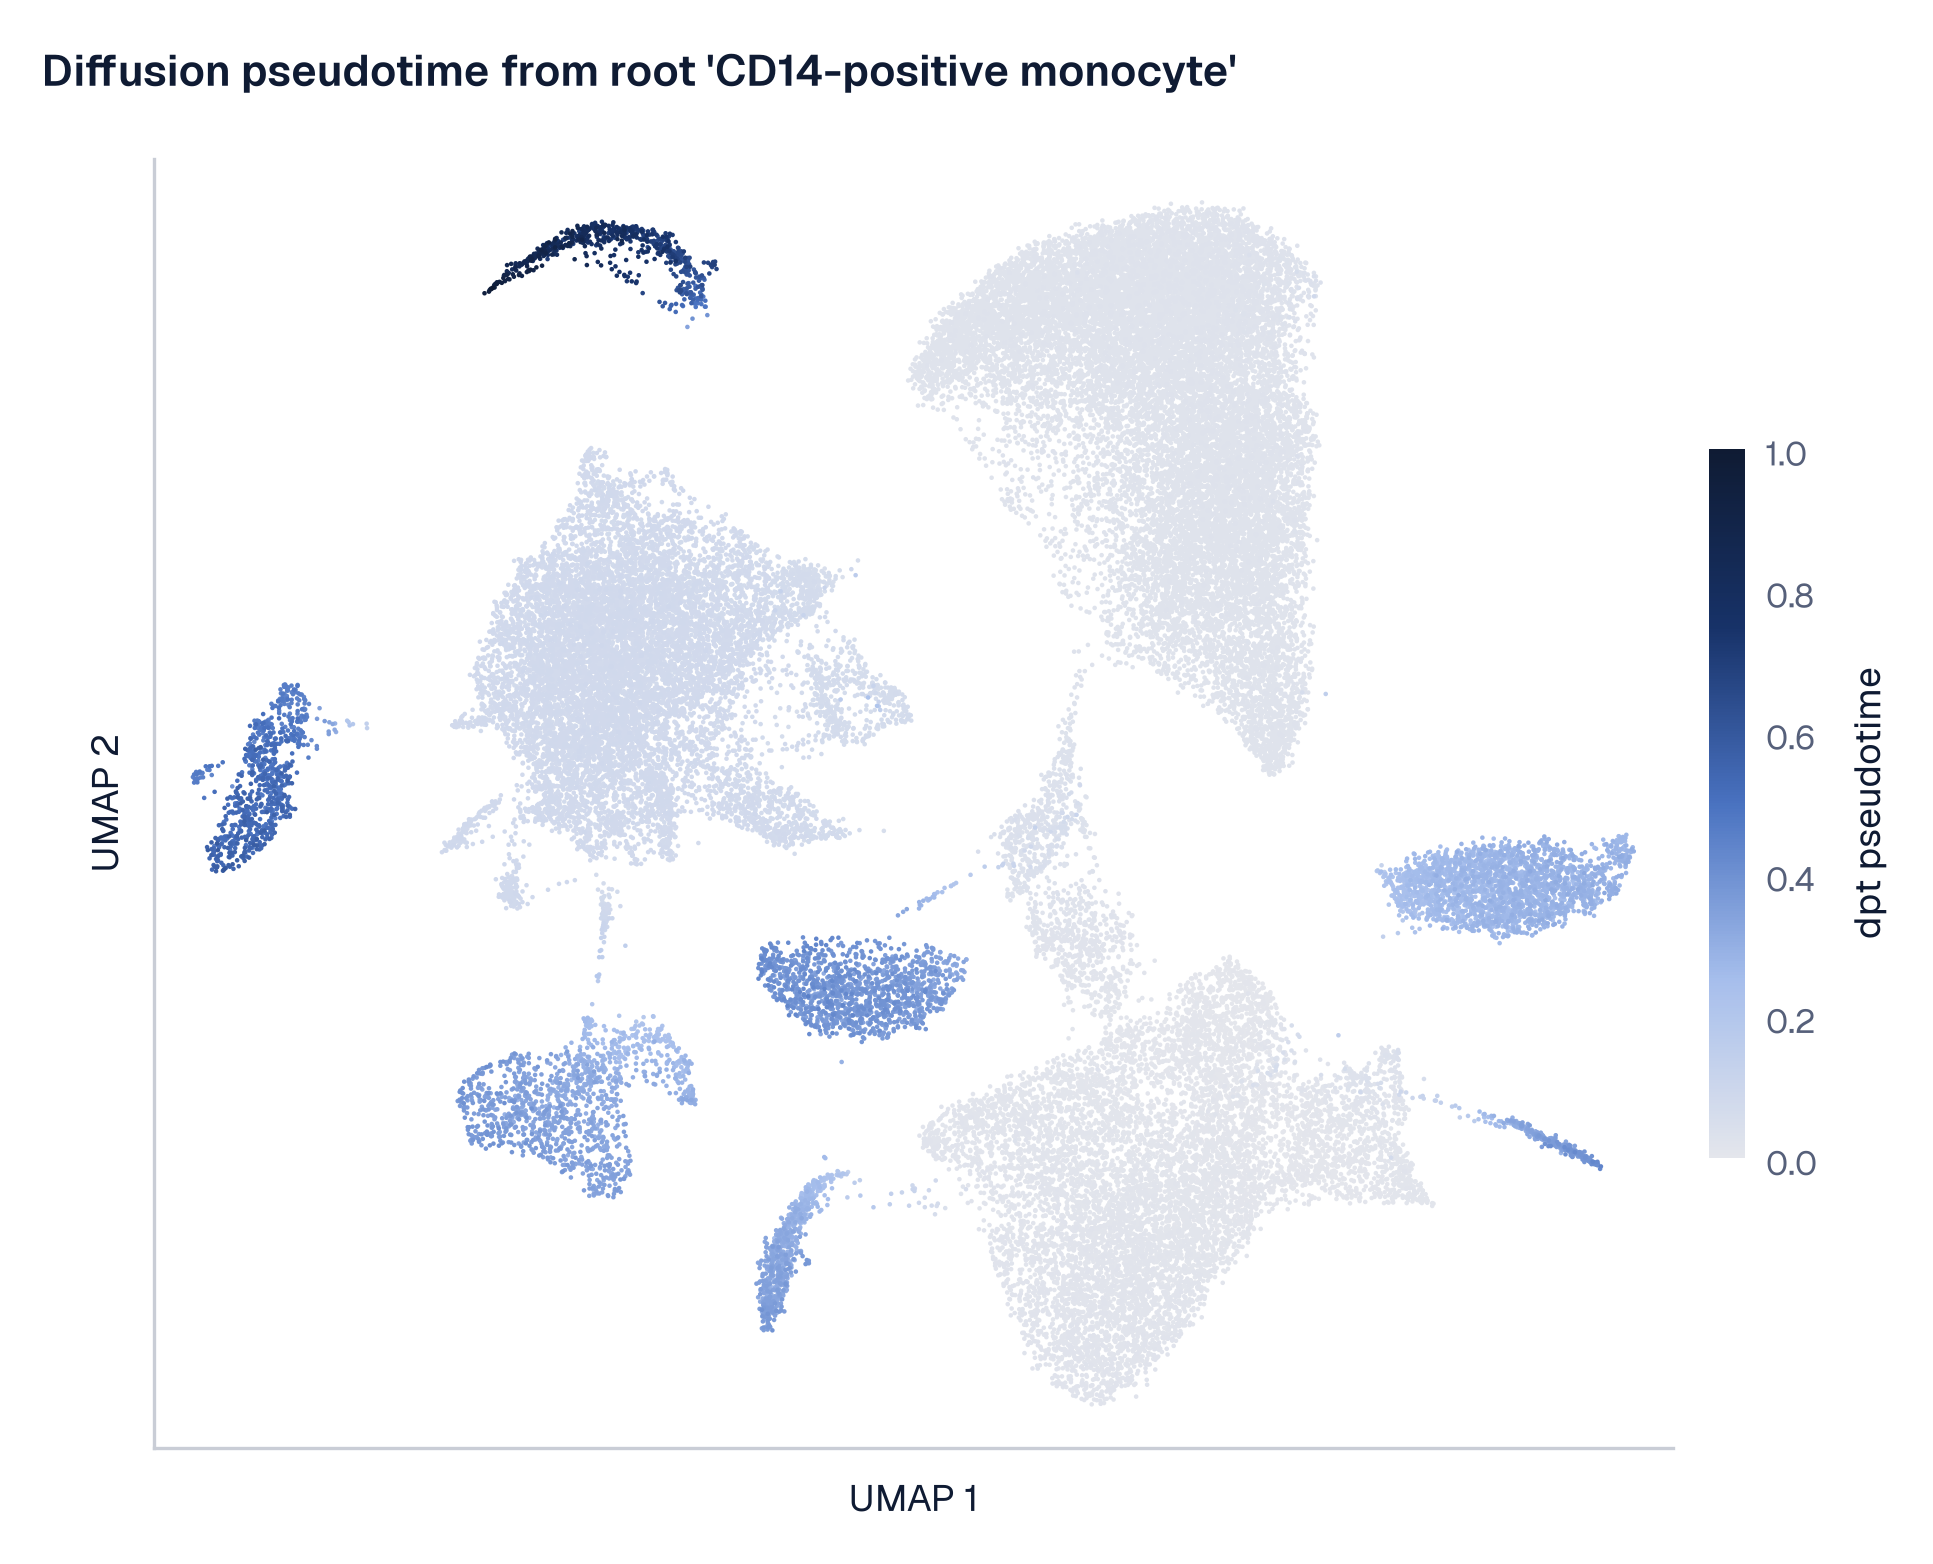 Diffusion pseudotime from root 'CD14-positive monocyte'
UMAP 2
UMAP 1
1.0
0.8
0.6
0.4
0.2
0.0
dpt pseudotime